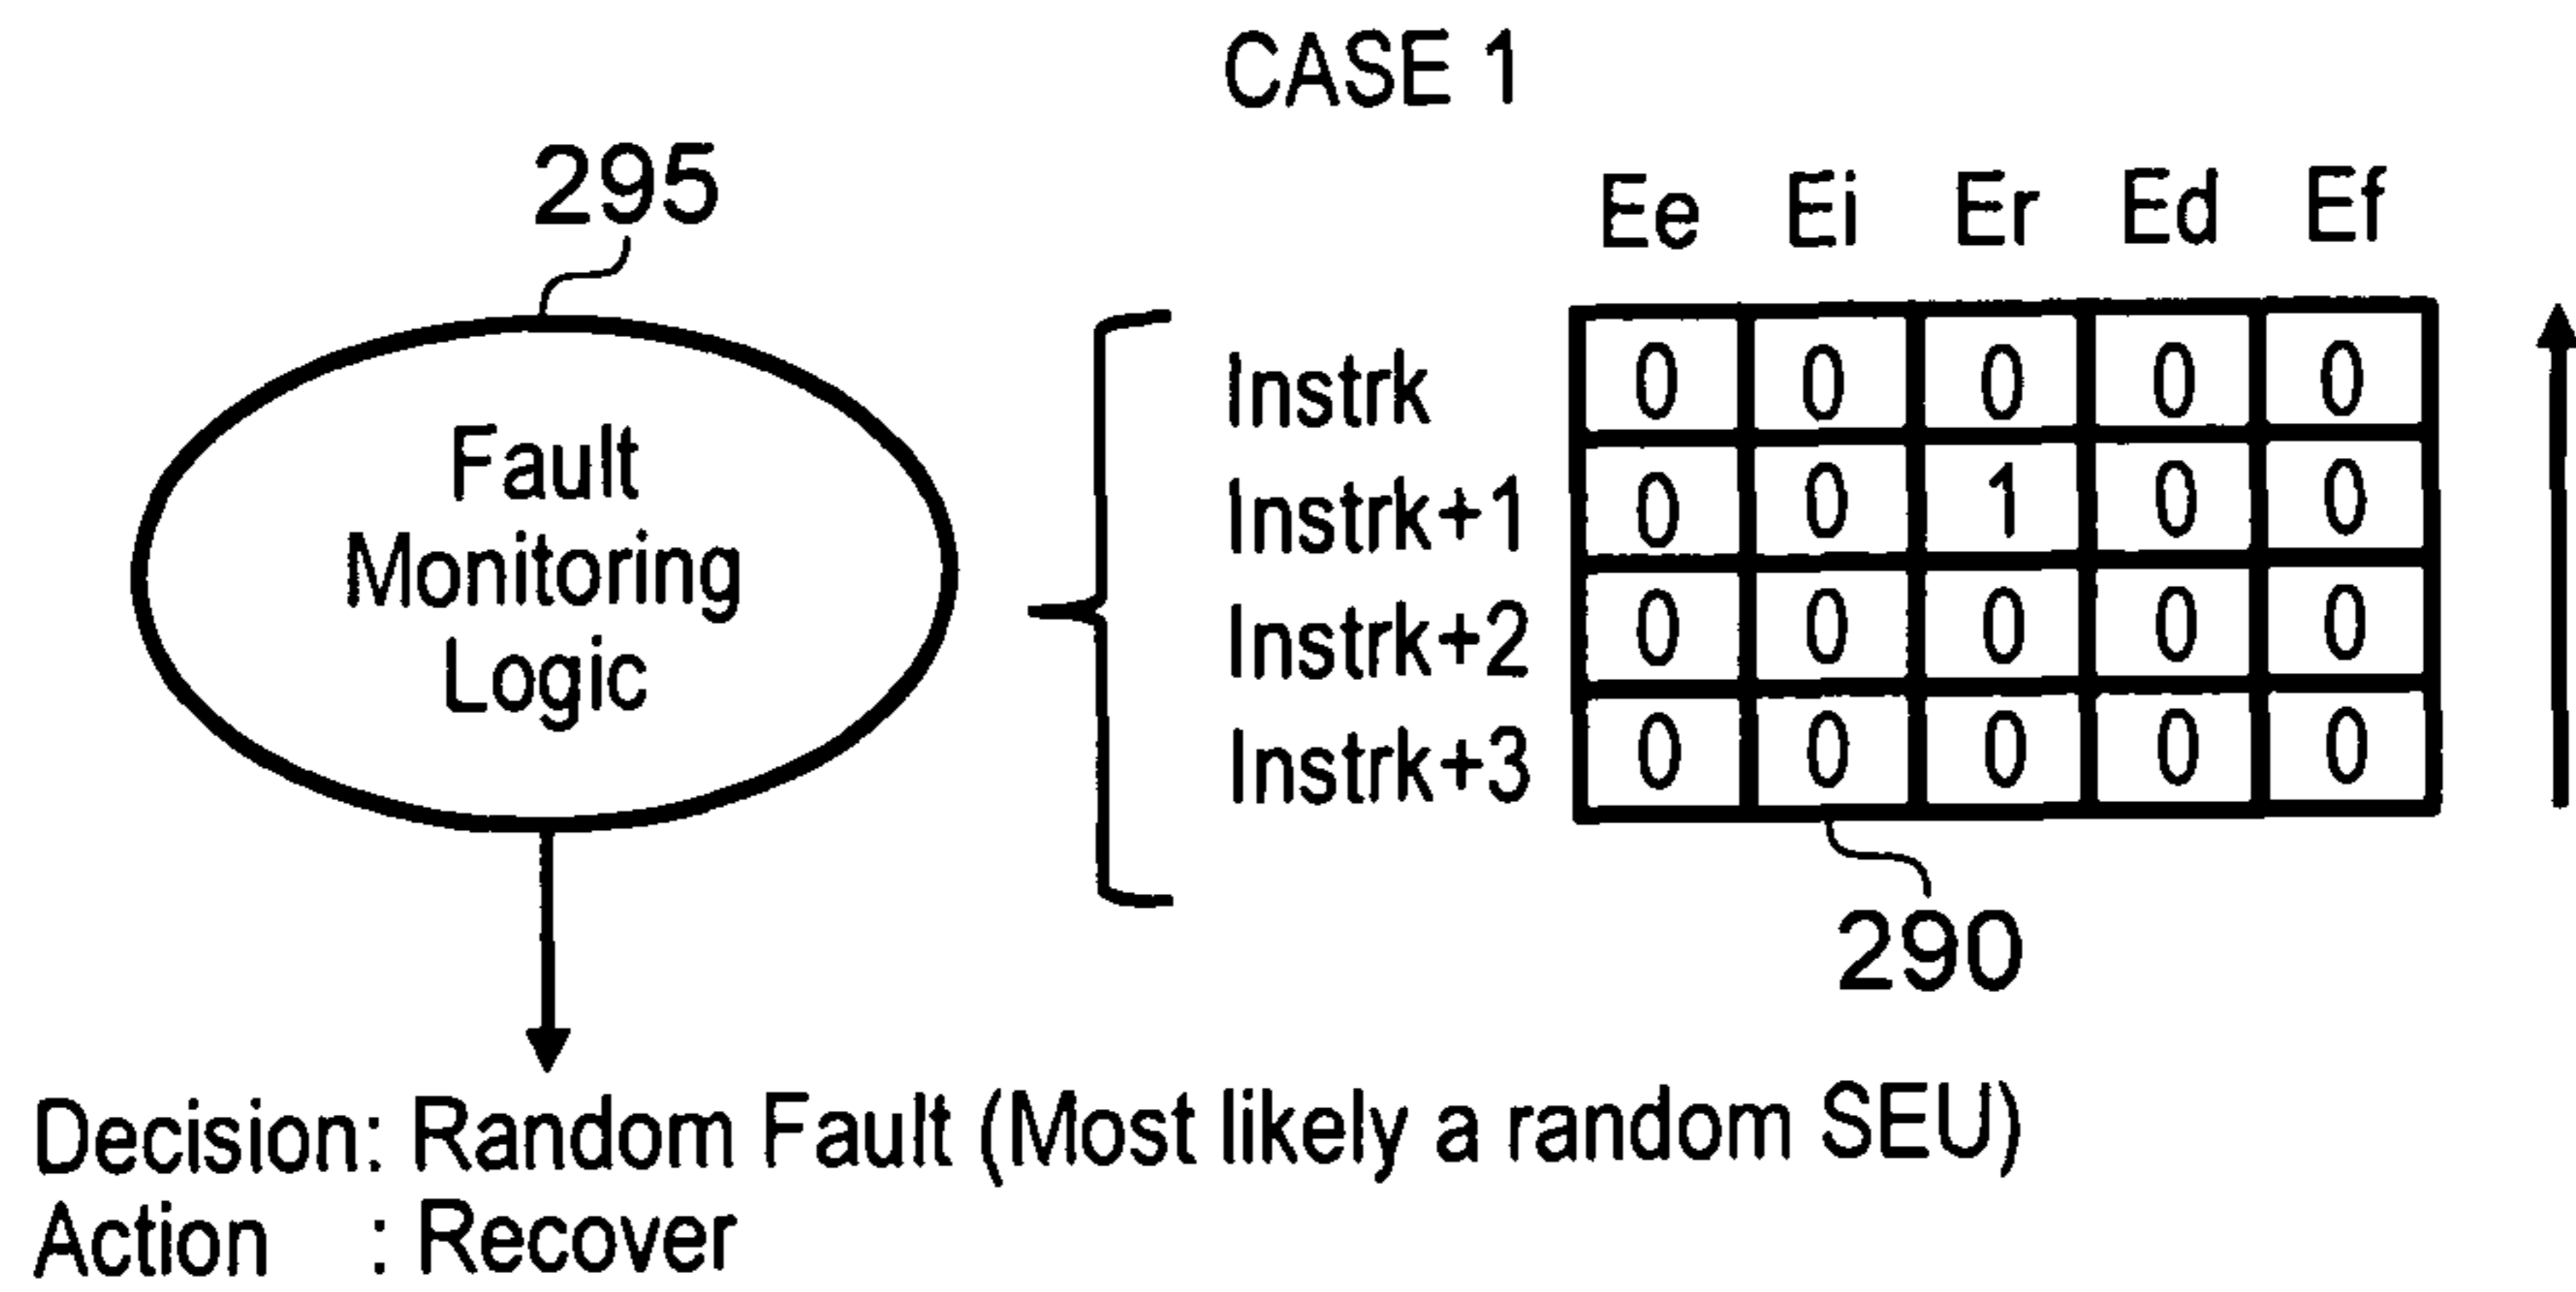 CASE 1
295
Ee Ei Er Ed Ef
Fault
Monitoring
Logic
Instrk 0 0 0 0 0
Instrk+1 0 0 1 0 0
Instrk+2 0 0 0 0 0
Instrk+3 0 0 0 0 0
290
Decision: Random Fault (Most likely a random SEU)
Action : Recover